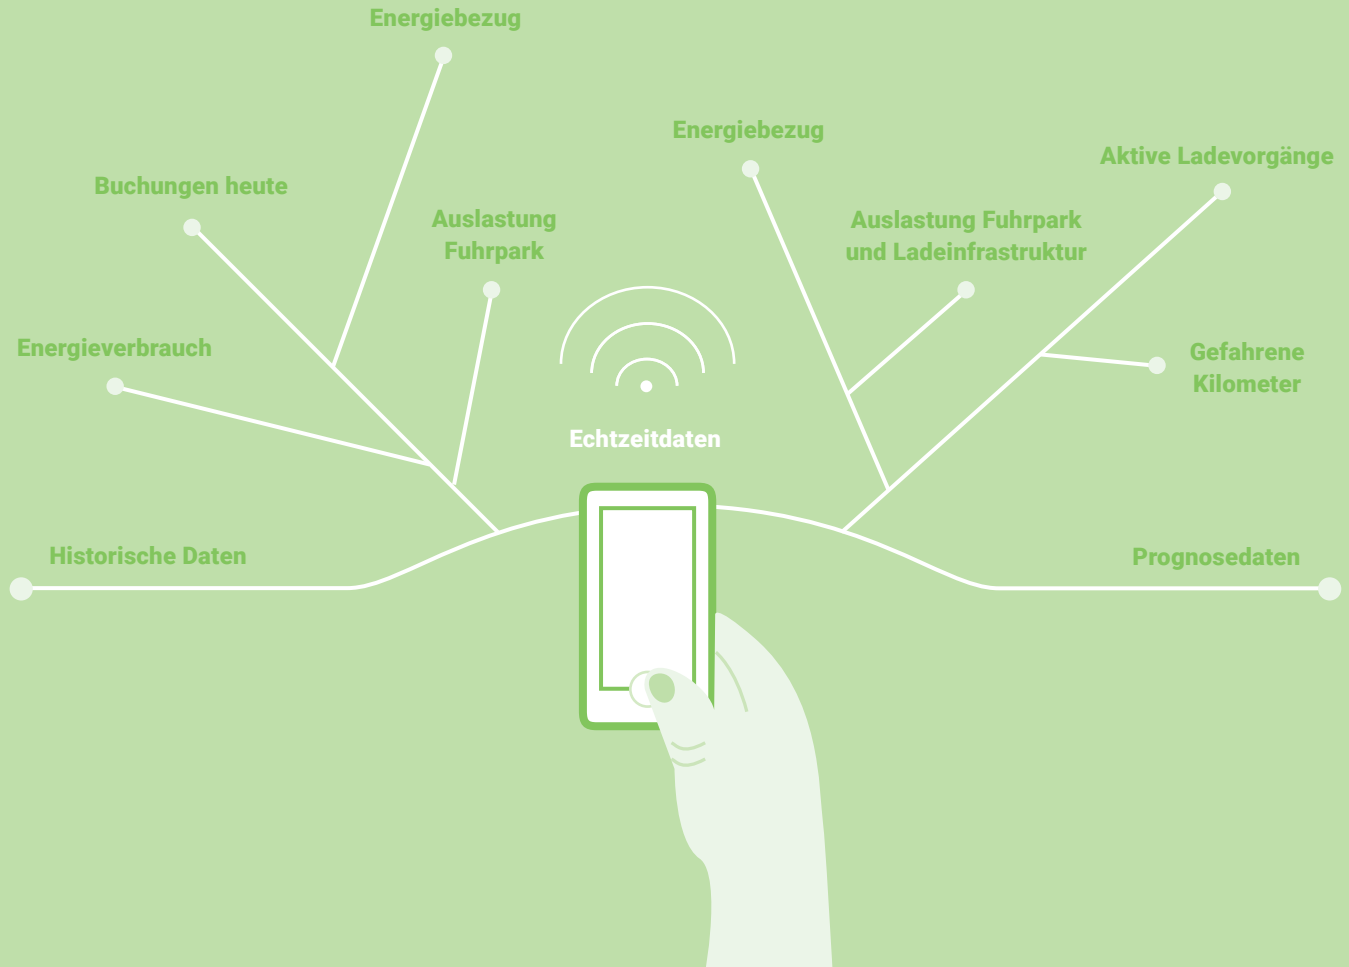 Energiebezug
Buchungen heute
Auslastung
Fuhrpark
Energieverbrauch
Historische Daten
Echtzeitdaten
Energiebezug
Aktive Ladevorgänge
Auslastung Fuhrpark
und Ladeinfrastruktur
Gefahrene
Kilometer
Prognosedaten